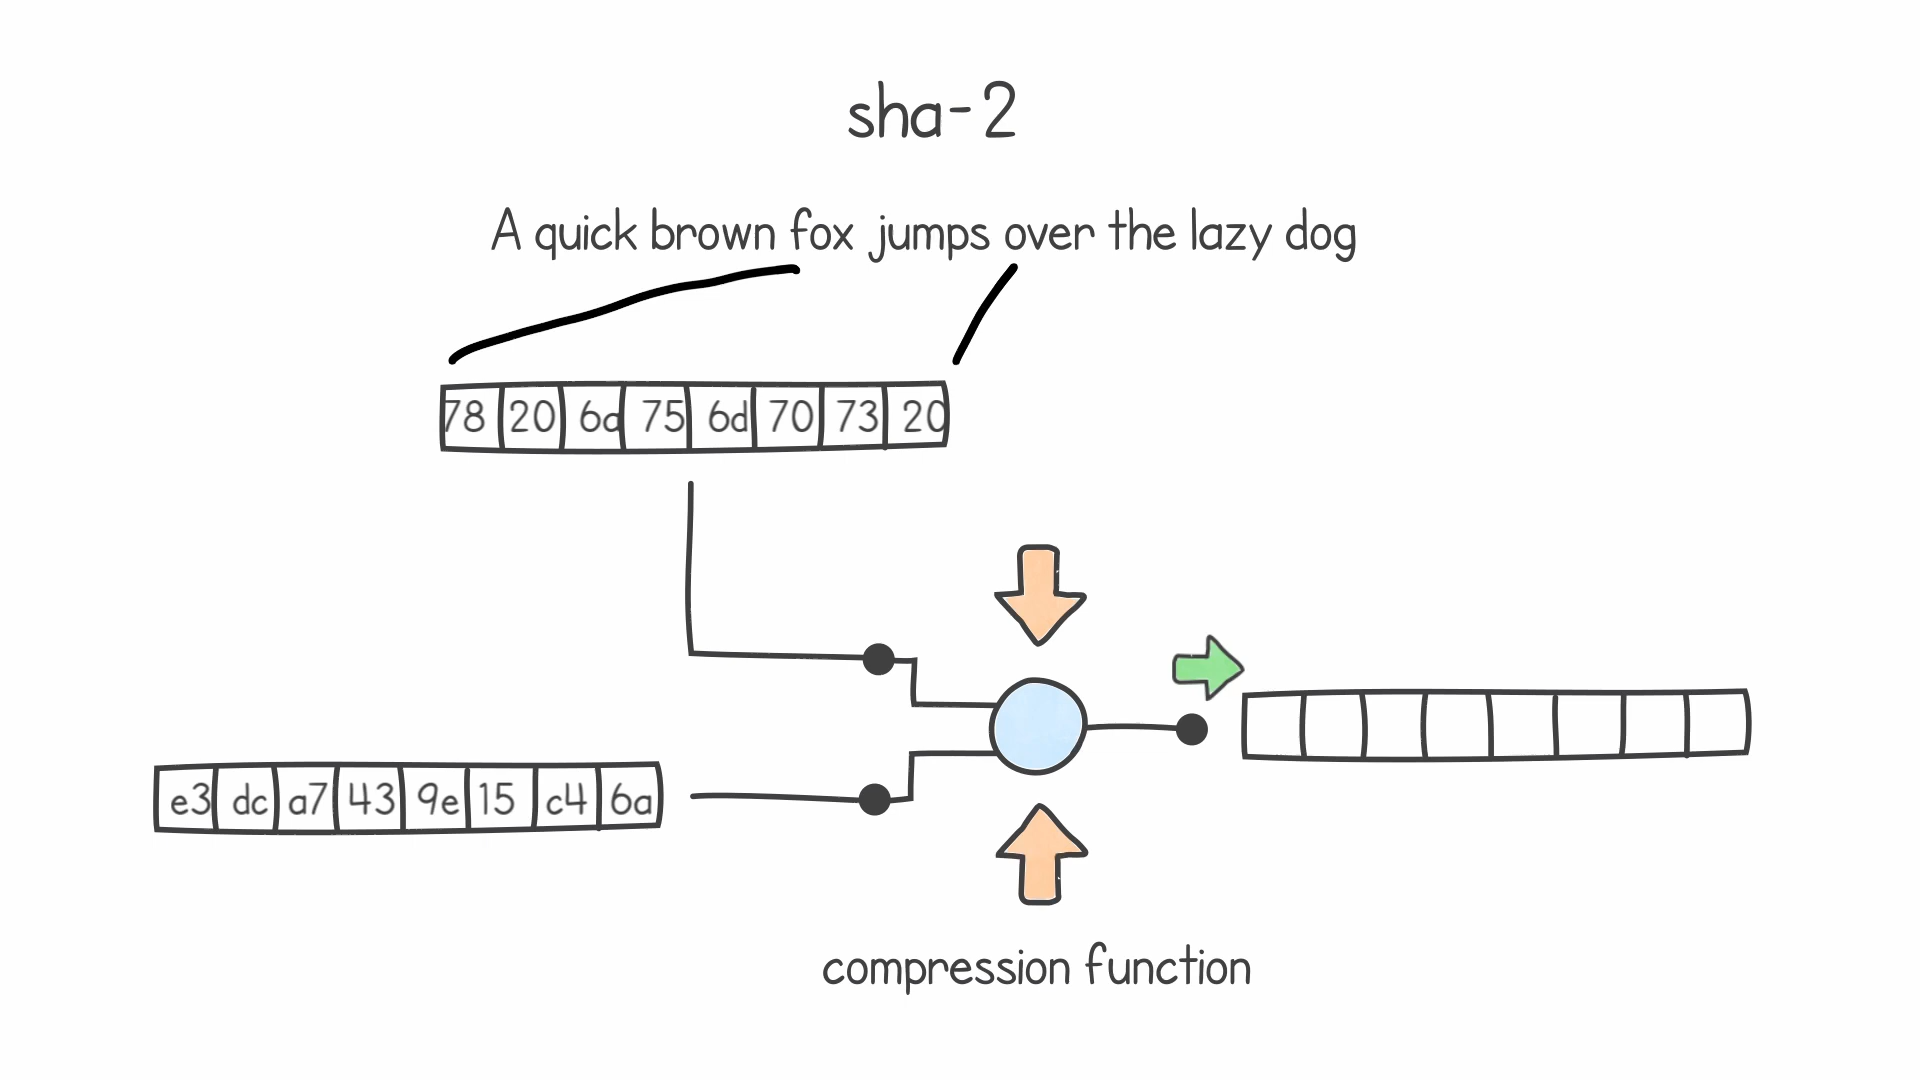 sha-2
A quick brown fox jumps over the lazy dog
78 20 6a 75 6d 70 73 20
e3 dc a7 43 9e 15 c4 6a
compression function